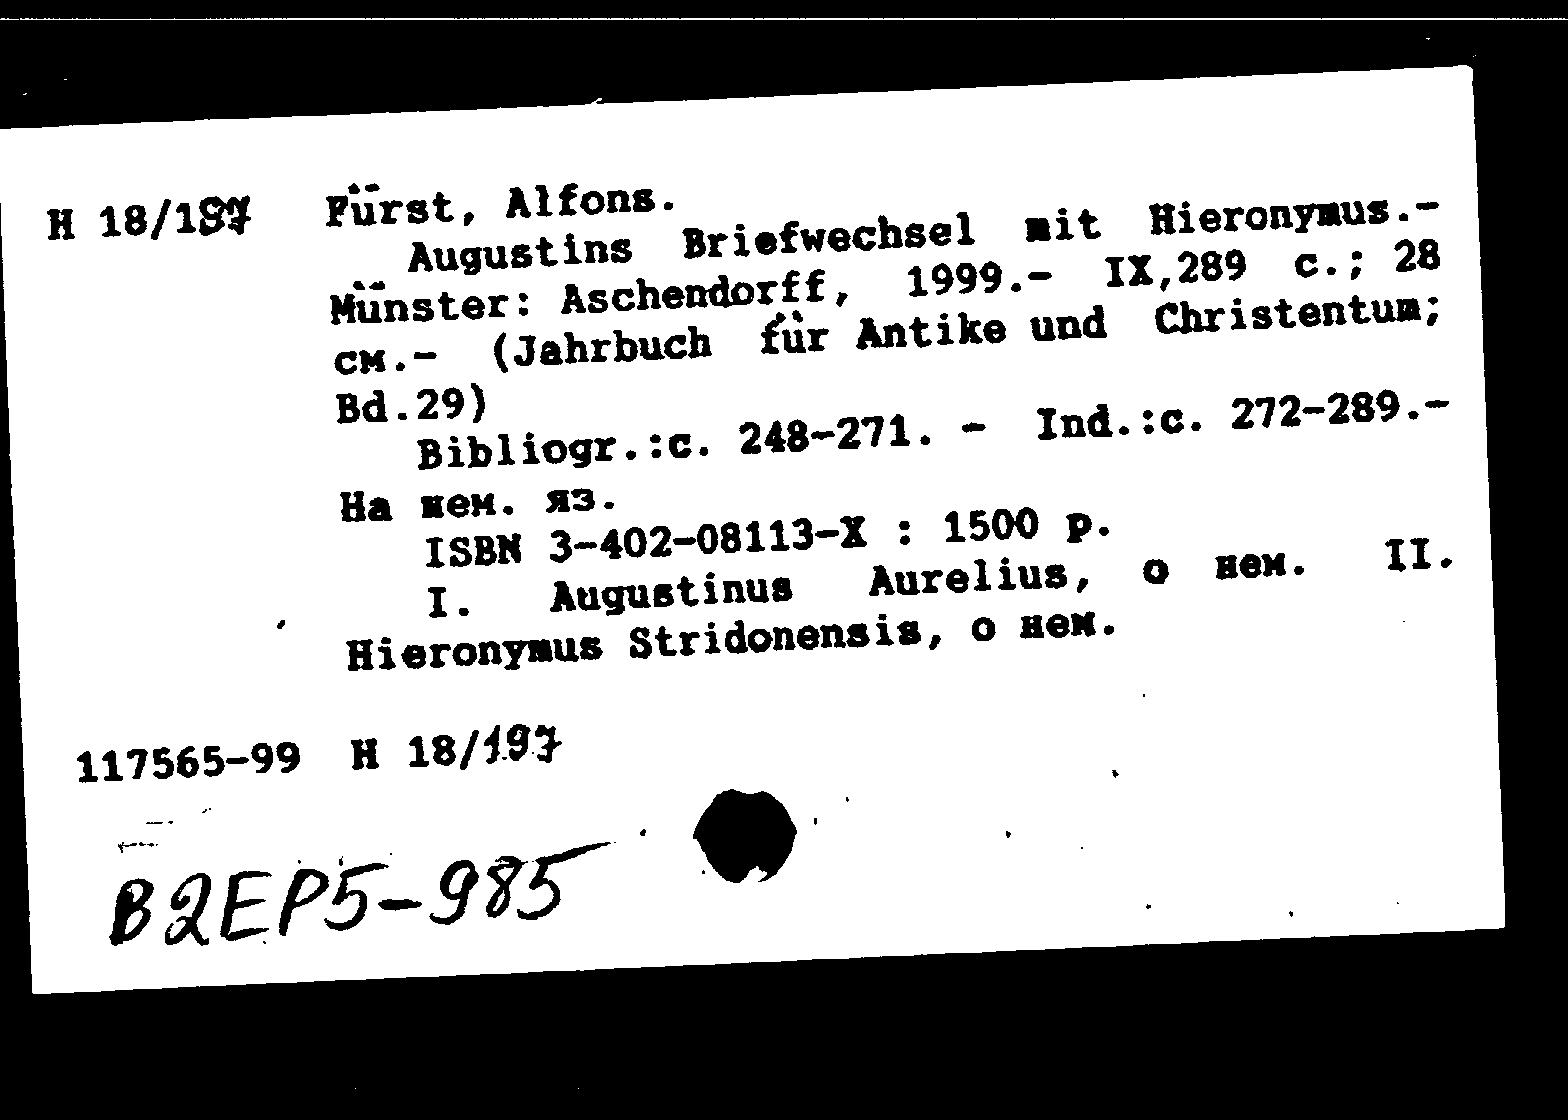 H 18/197 Fürst, Alfons.
Augustins Briefwechsel mit Hieronymus.-
Münster: Aschendorff, 1999.- IX,289 с.; 28
см.- (Jahrbuch für Antike und Christentum;
Bd.29)
Bibliogr.:с. 248-271. - Ind.:с. 272-289.-
На нем. яз.
ISBN 3-402-08113-X : 1500 р.
I. Augustinus Aurelius, о нем. II.
Hieronymus Stridonensis, о нем.
117565-99 H 18/197
B2EP5-985